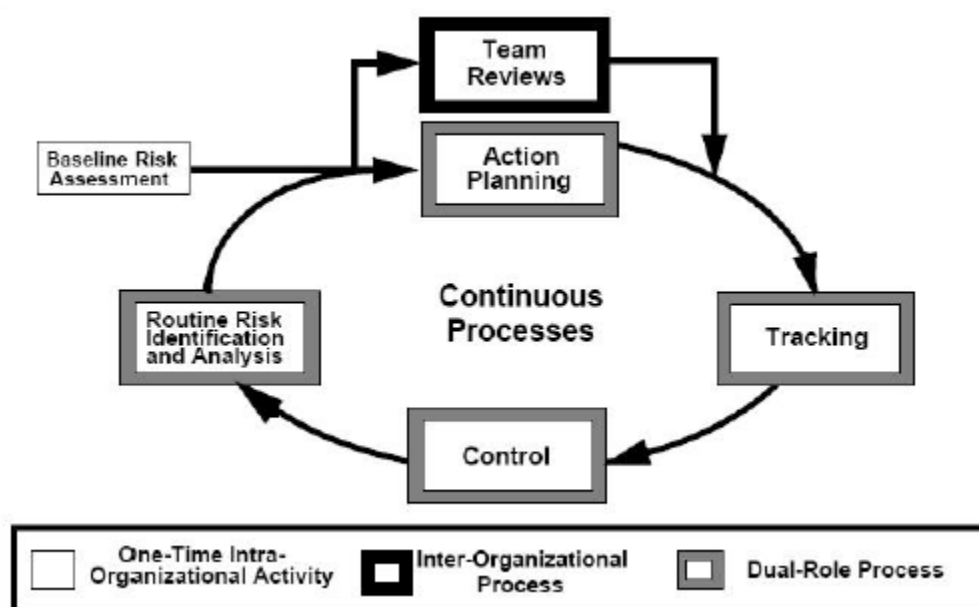 Team
Reviews
Baseline Risk
Assessment
Action
Planning
Continuous
Processes
Routine Risk
Identification
and Analysis
Tracking
Control
One-Time Intra-
Organizational Activity
Inter-Organizational
Process
Dual-Role Process